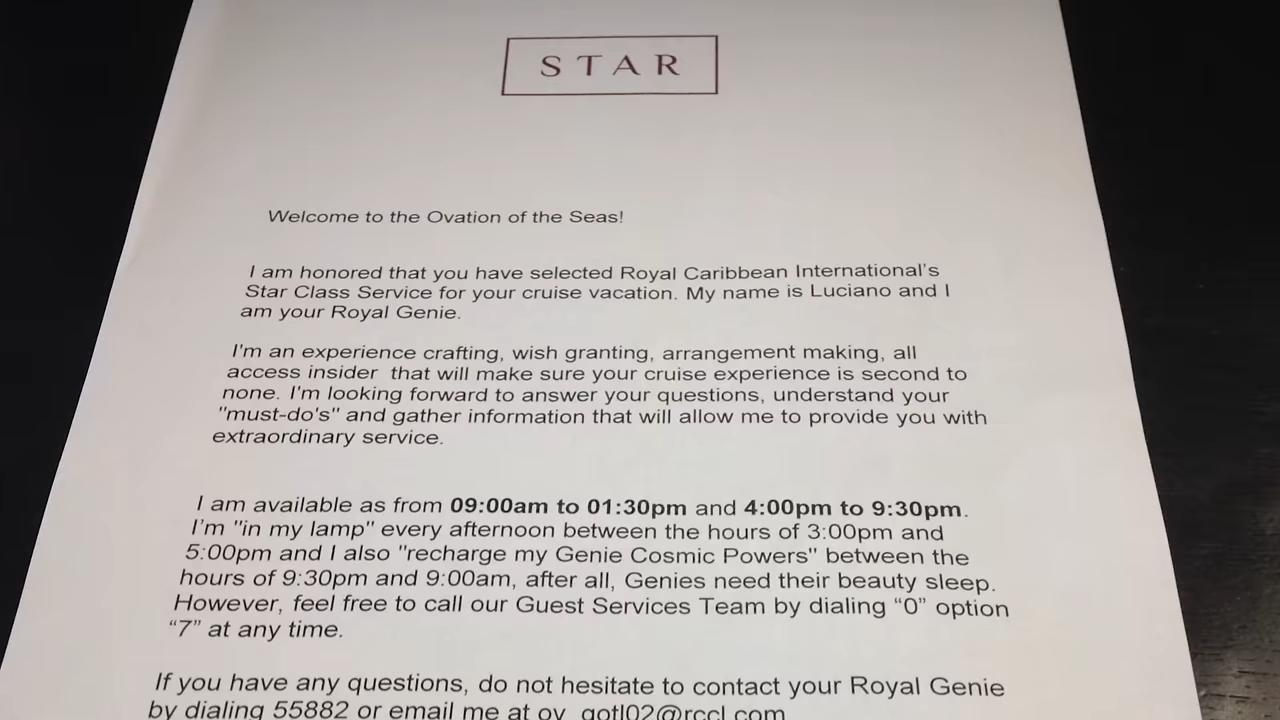 STAR
Welcome to the Ovation of the Seas!
I am honored that you have selected Royal Caribbean International's
Star Class Service for your cruise vacation. My name is Luciano and I
am your Royal Genie.
I'm an experience crafting, wish granting, arrangement making, all
access insider that will make sure your cruise experience is second to
none. I'm looking forward to answer your questions, understand your
"must-do's" and gather information that will allow me to provide you with
extraordinary service.
I am available as from 09:00am to 01:30pm and 4:00pm to 9:30pm.
I'm "in my lamp" every afternoon between the hours of 3:00pm and
5:00pm and I also "recharge my Genie Cosmic Powers" between the
hours of 9:30pm and 9:00am, after all, Genies need their beauty sleep.
However, feel free to call our Guest Services Team by dialing “0” option
“7” at any time.
If you have any questions, do not hesitate to contact your Royal Genie
by dialing 55882 or email me at